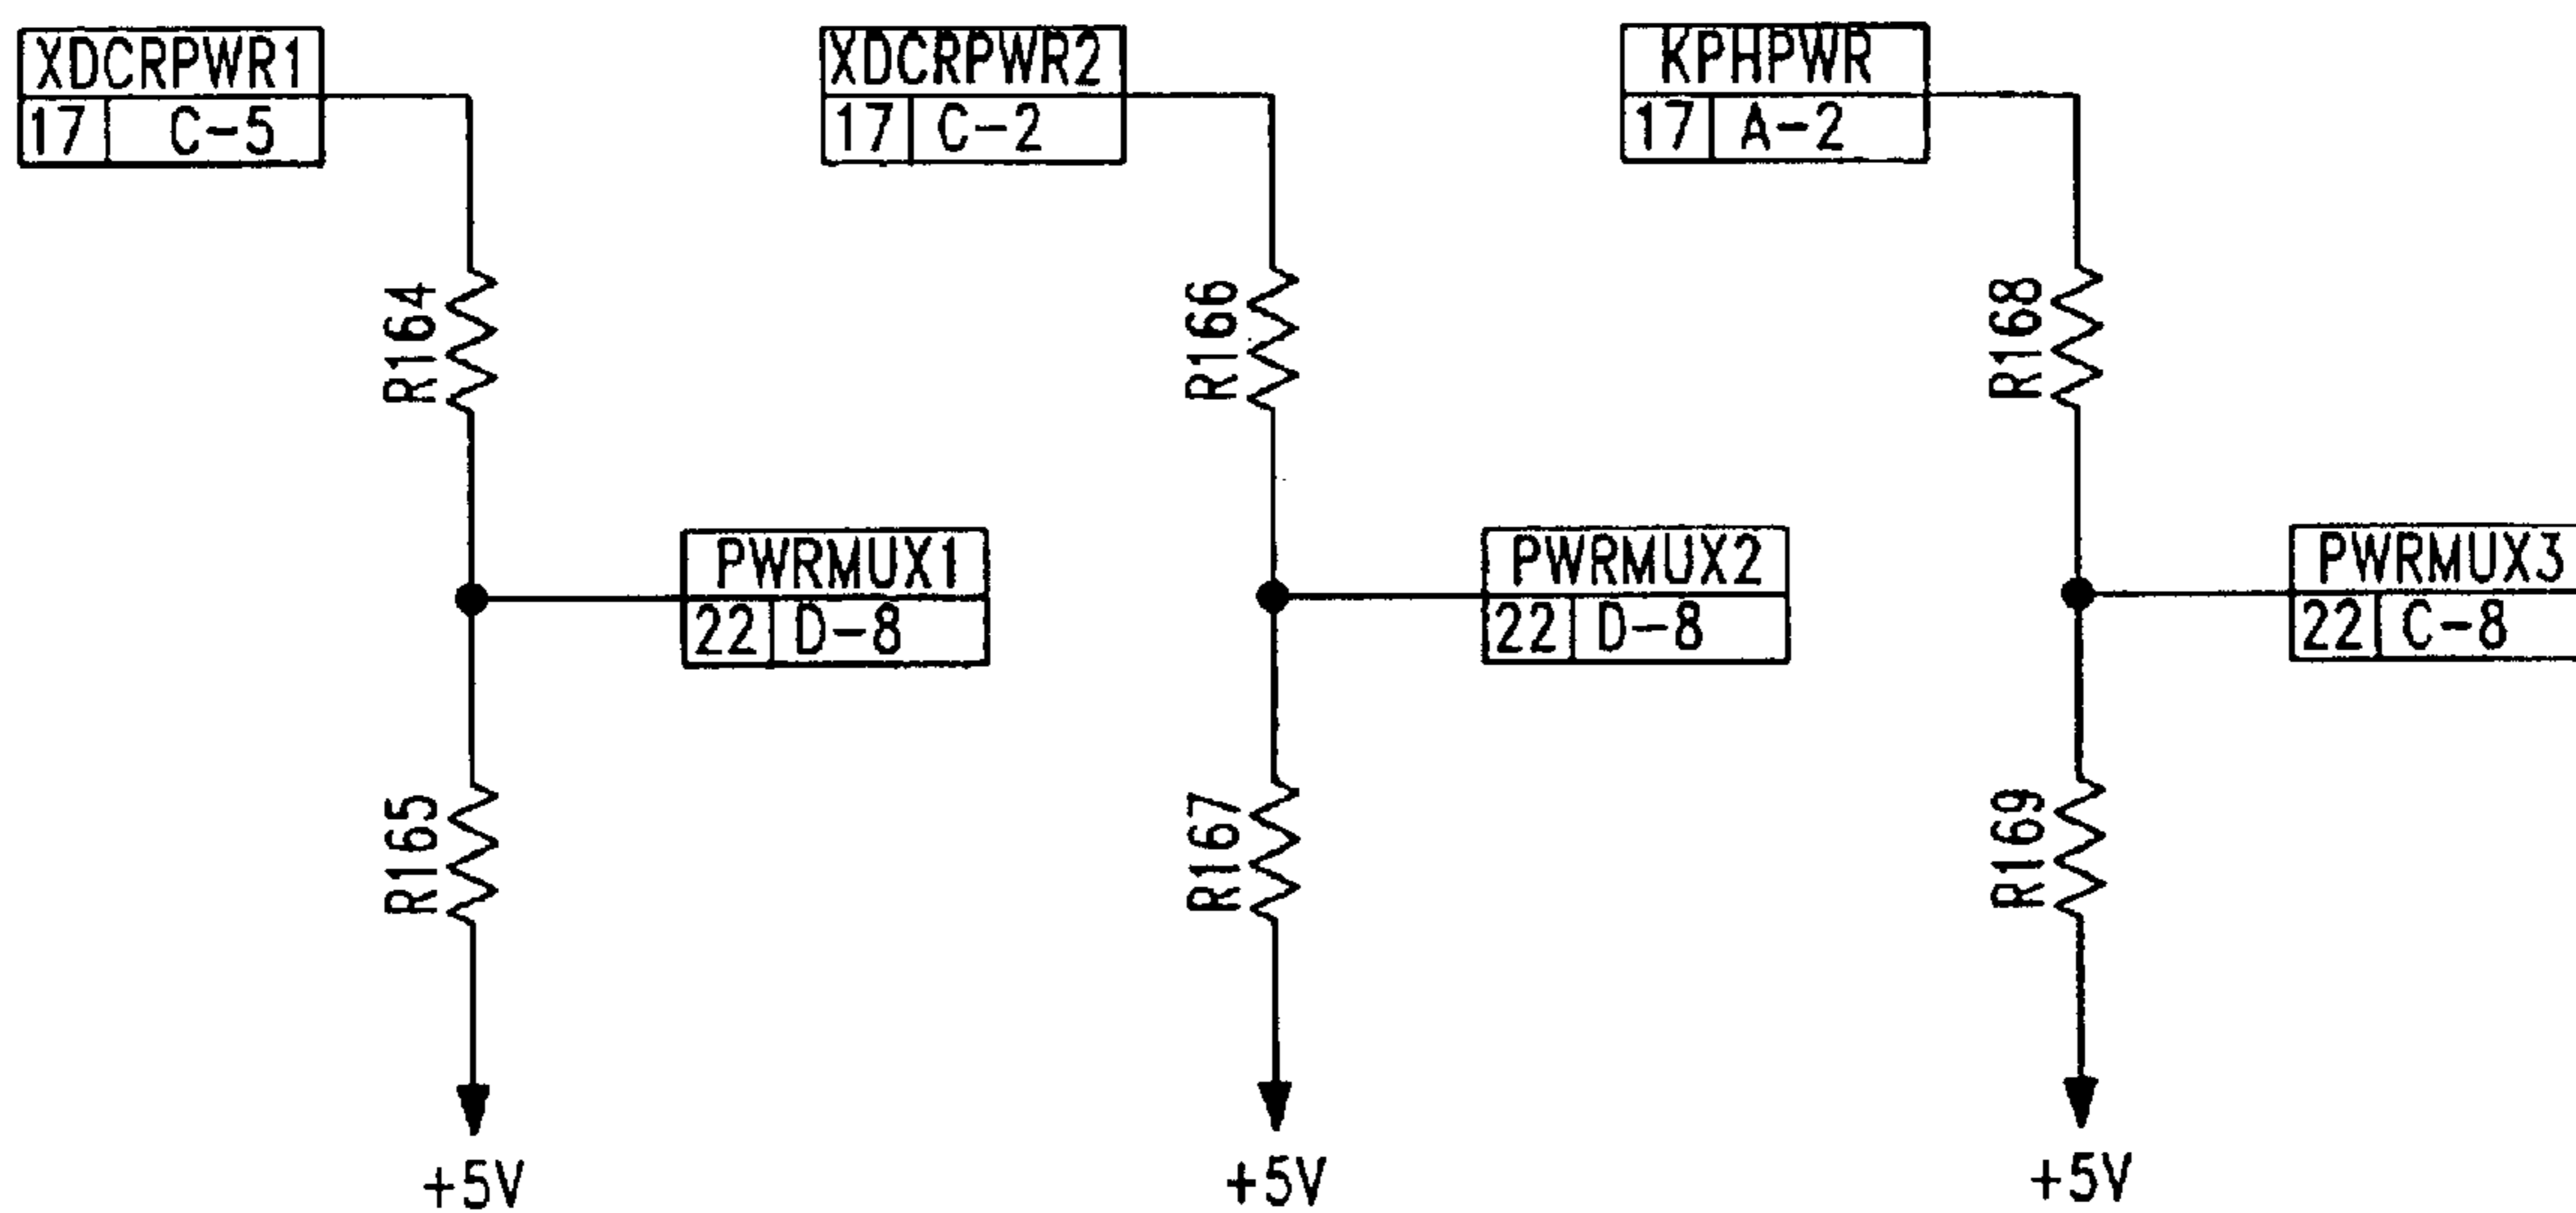 XDCRPWR1
17 C-5
XDCRPWR2
17 C-2
KPHPWR
17 A-2
R164
R166
R168
PWRMUX1
22 D-8
PWRMUX2
22 D-8
PWRMUX3
22 C-8
R165
R167
R169
+5V
+5V
+5V